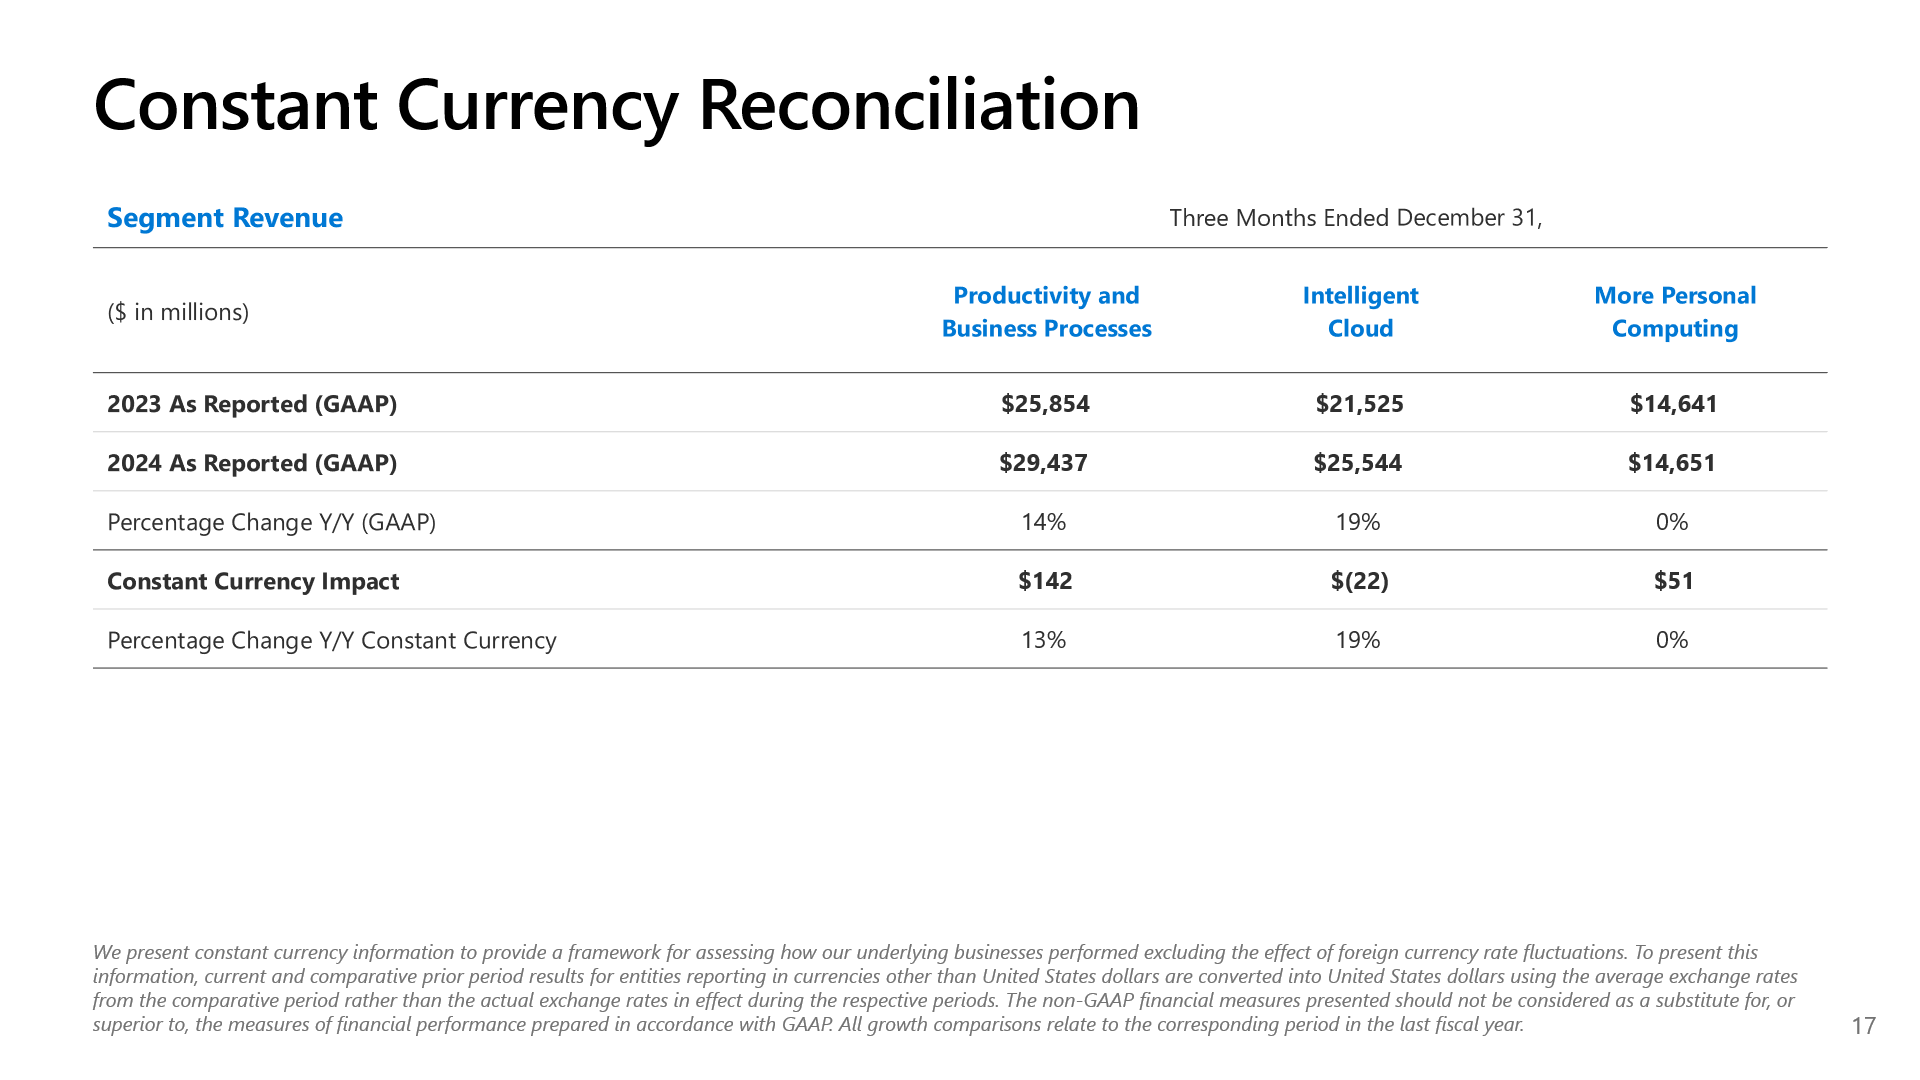 Constant Currency Reconciliation
Segment Revenue Three Months Ended December 31,
($ in millions) Productivity and Business Processes Intelligent Cloud More Personal Computing
2023 As Reported (GAAP) $25,854 $21,525 $14,641
2024 As Reported (GAAP) $29,437 $25,544 $14,651
Percentage Change Y/Y (GAAP) 14% 19% 0%
Constant Currency Impact $142 $(22) $51
Percentage Change Y/Y Constant Currency 13% 19% 0%
We present constant currency information to provide a framework for assessing how our underlying businesses performed excluding the effect of foreign currency rate fluctuations. To present this
information, current and comparative prior period results for entities reporting in currencies other than United States dollars are converted into United States dollars using the average exchange rates
from the comparative period rather than the actual exchange rates in effect during the respective periods. The non-GAAP financial measures presented should not be considered as a substitute for, or
superior to, the measures of financial performance prepared in accordance with GAAP. All growth comparisons relate to the corresponding period in the last fiscal year.
17